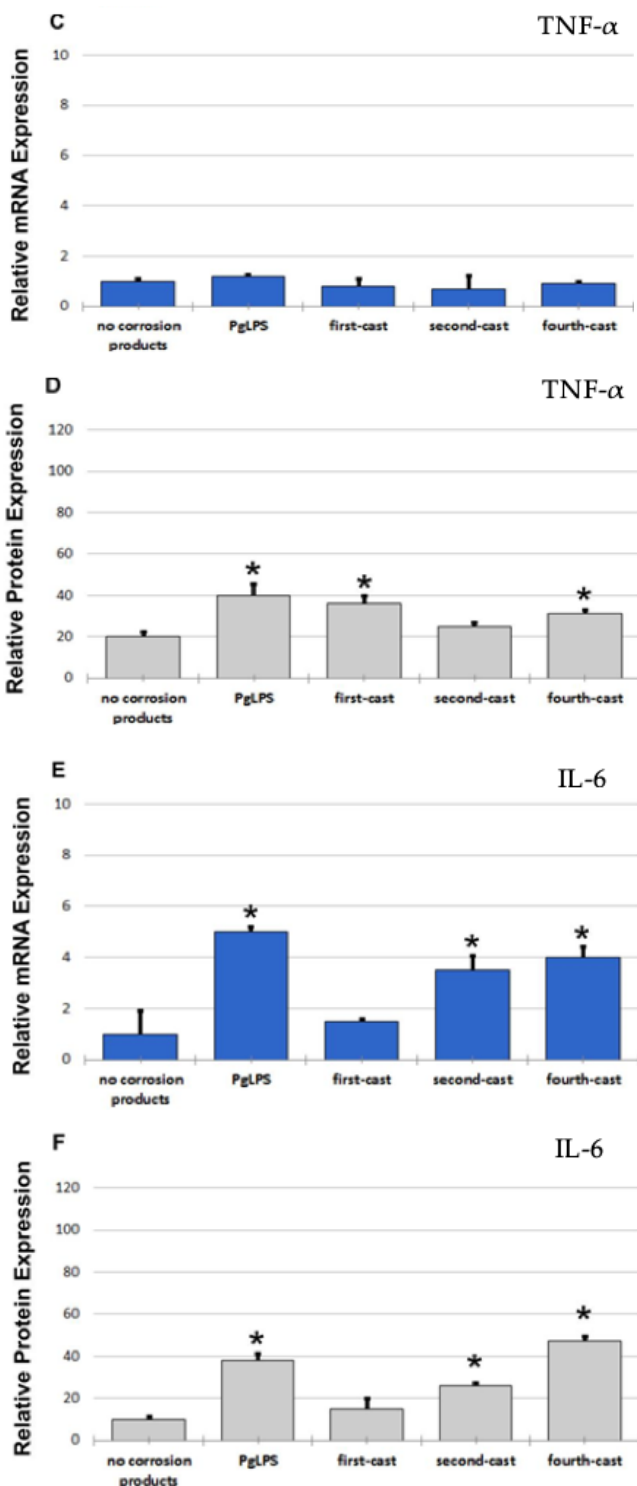 C
TNF-α
Relative mRNA Expression
10
8
6
4
2
0
no corrosion products
PgLPS
first-cast
second-cast
fourth-cast
D
TNF-α
Relative Protein Expression
120
100
80
60
40
20
0
*
*
*
no corrosion products
PgLPS
first-cast
second-cast
fourth-cast
E
IL-6
Relative mRNA Expression
10
8
6
4
2
0
*
*
*
no corrosion products
PgLPS
first-cast
second-cast
fourth-cast
F
IL-6
Relative Protein Expression
120
100
80
60
40
20
0
*
*
*
no corrosion products
PgLPS
first-cast
second-cast
fourth-cast